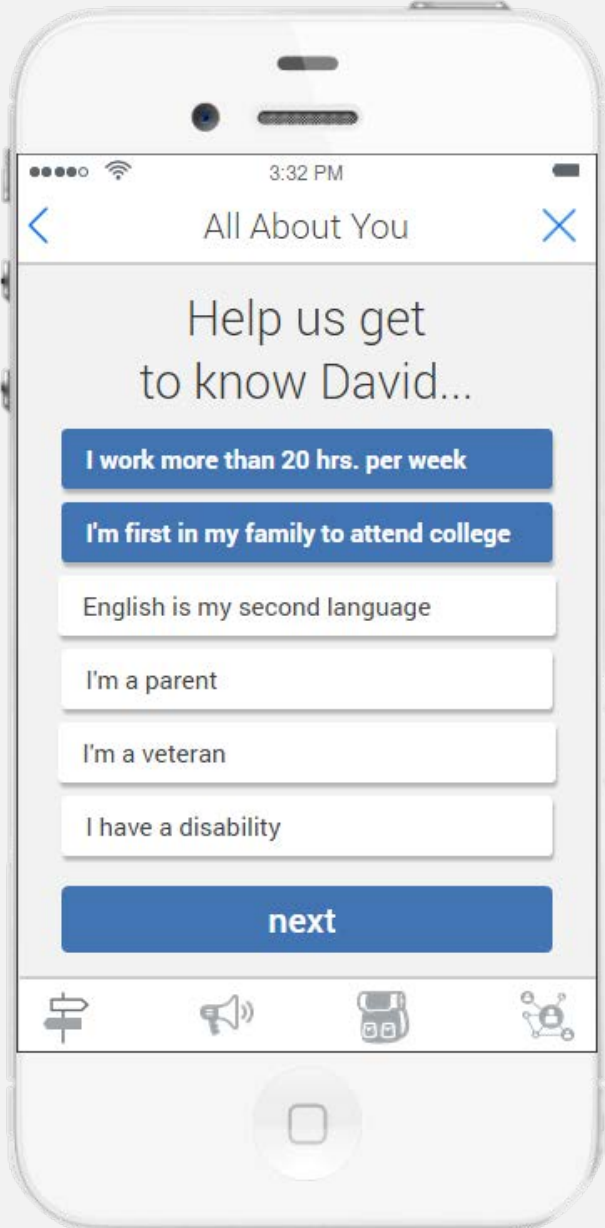 3:32 PM
All About You
Help us get
to know David...
I work more than 20 hrs. per week
I'm first in my family to attend college
English is my second language
I'm a parent
I'm a veteran
I have a disability
next